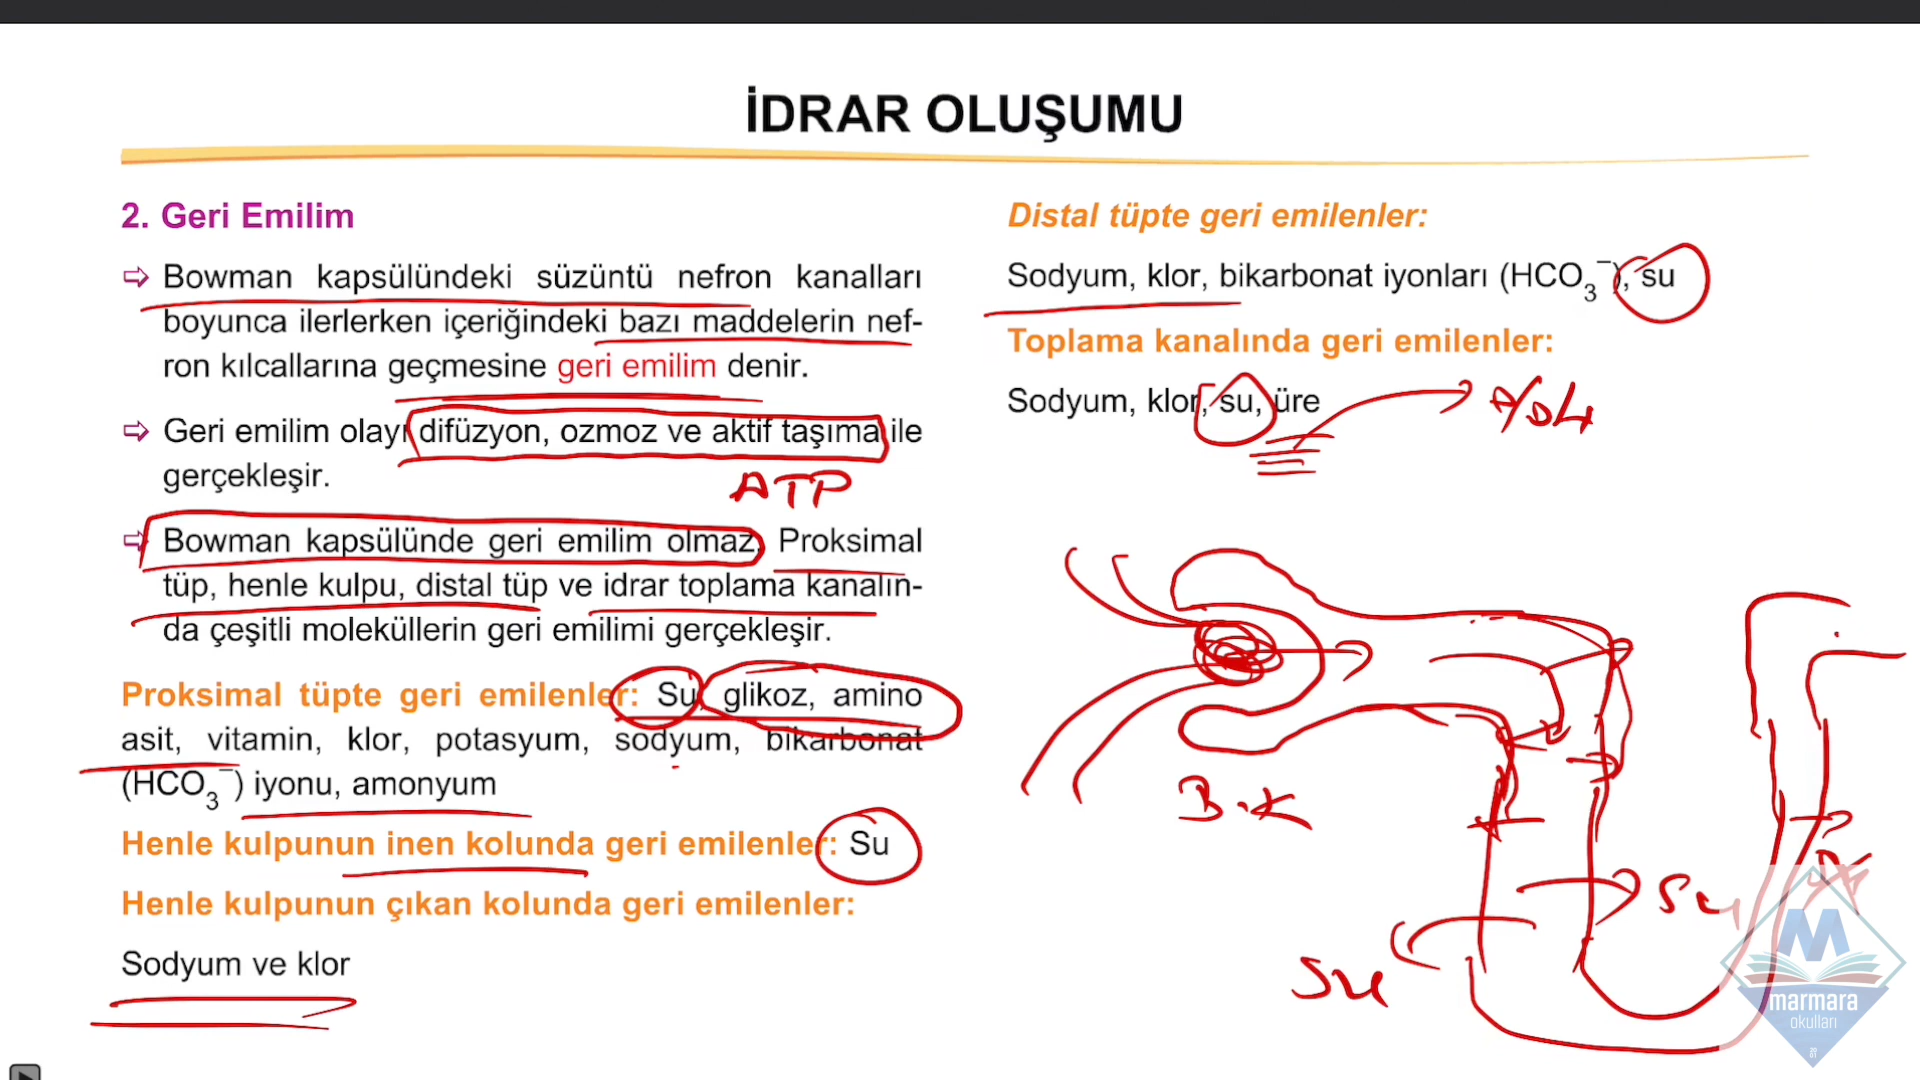 İDRAR OLUŞUMU
2. Geri Emilim
⇨ Bowman kapsülündeki süzüntü nefron kanalları
boyunca ilerlerken içeriğindeki bazı maddelerin nef-
ron kılcallarına geçmesine geri emilim denir.
⇨ Geri emilim olayı difüzyon, ozmoz ve aktif taşıma ile
gerçekleşir.
ATP
⇨ Bowman kapsülünde geri emilim olmaz. Proksimal
tüp, henle kulpu, distal tüp ve idrar toplama kanalın-
da çeşitli moleküllerin geri emilimi gerçekleşir.
Proksimal tüpte geri emilenler: Su, glikoz, amino
asit, vitamin, klor, potasyum, sodyum, bikarbonat
(HCO3⁻) iyonu, amonyum
Henle kulpunun inen kolunda geri emilenler: Su
Henle kulpunun çıkan kolunda geri emilenler:
Sodyum ve klor
Distal tüpte geri emilenler:
Sodyum, klor, bikarbonat iyonları (HCO3⁻), su
Toplama kanalında geri emilenler:
Sodyum, klor, su, üre
B.K
Su
Su
marmara
okulları